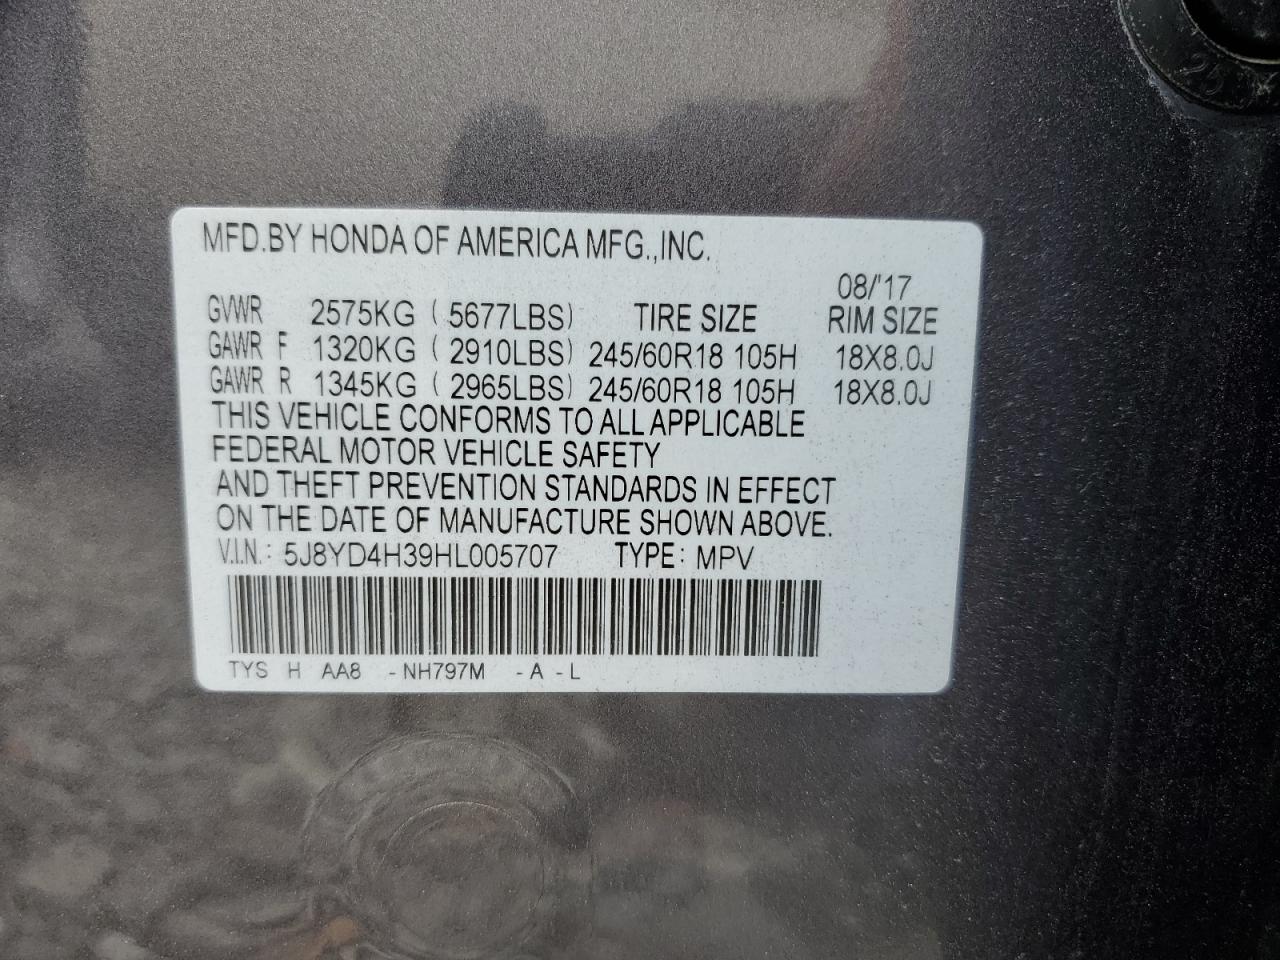 MFD.BY HONDA OF AMERICA MFG.,INC.
08/'17
GVWR 2575KG ( 5677LBS) TIRE SIZE RIM SIZE
GAWR F 1320KG ( 2910LBS) 245/60R18 105H 18X8.0J
GAWR R 1345KG ( 2965LBS) 245/60R18 105H 18X8.0J
THIS VEHICLE CONFORMS TO ALL APPLICABLE
FEDERAL MOTOR VEHICLE SAFETY
AND THEFT PREVENTION STANDARDS IN EFFECT
ON THE DATE OF MANUFACTURE SHOWN ABOVE.
V.I.N.: 5J8YD4H39HL005707 TYPE: MPV
TYS H AA8 -NH797M -A -L
25